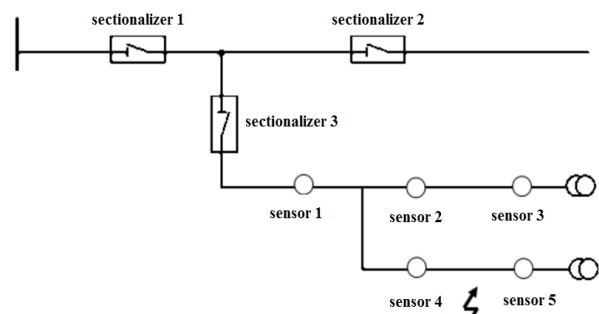 sectionalizer 1
sectionalizer 2
sectionalizer 3
sensor 1
sensor 2
sensor 3
sensor 4
sensor 5